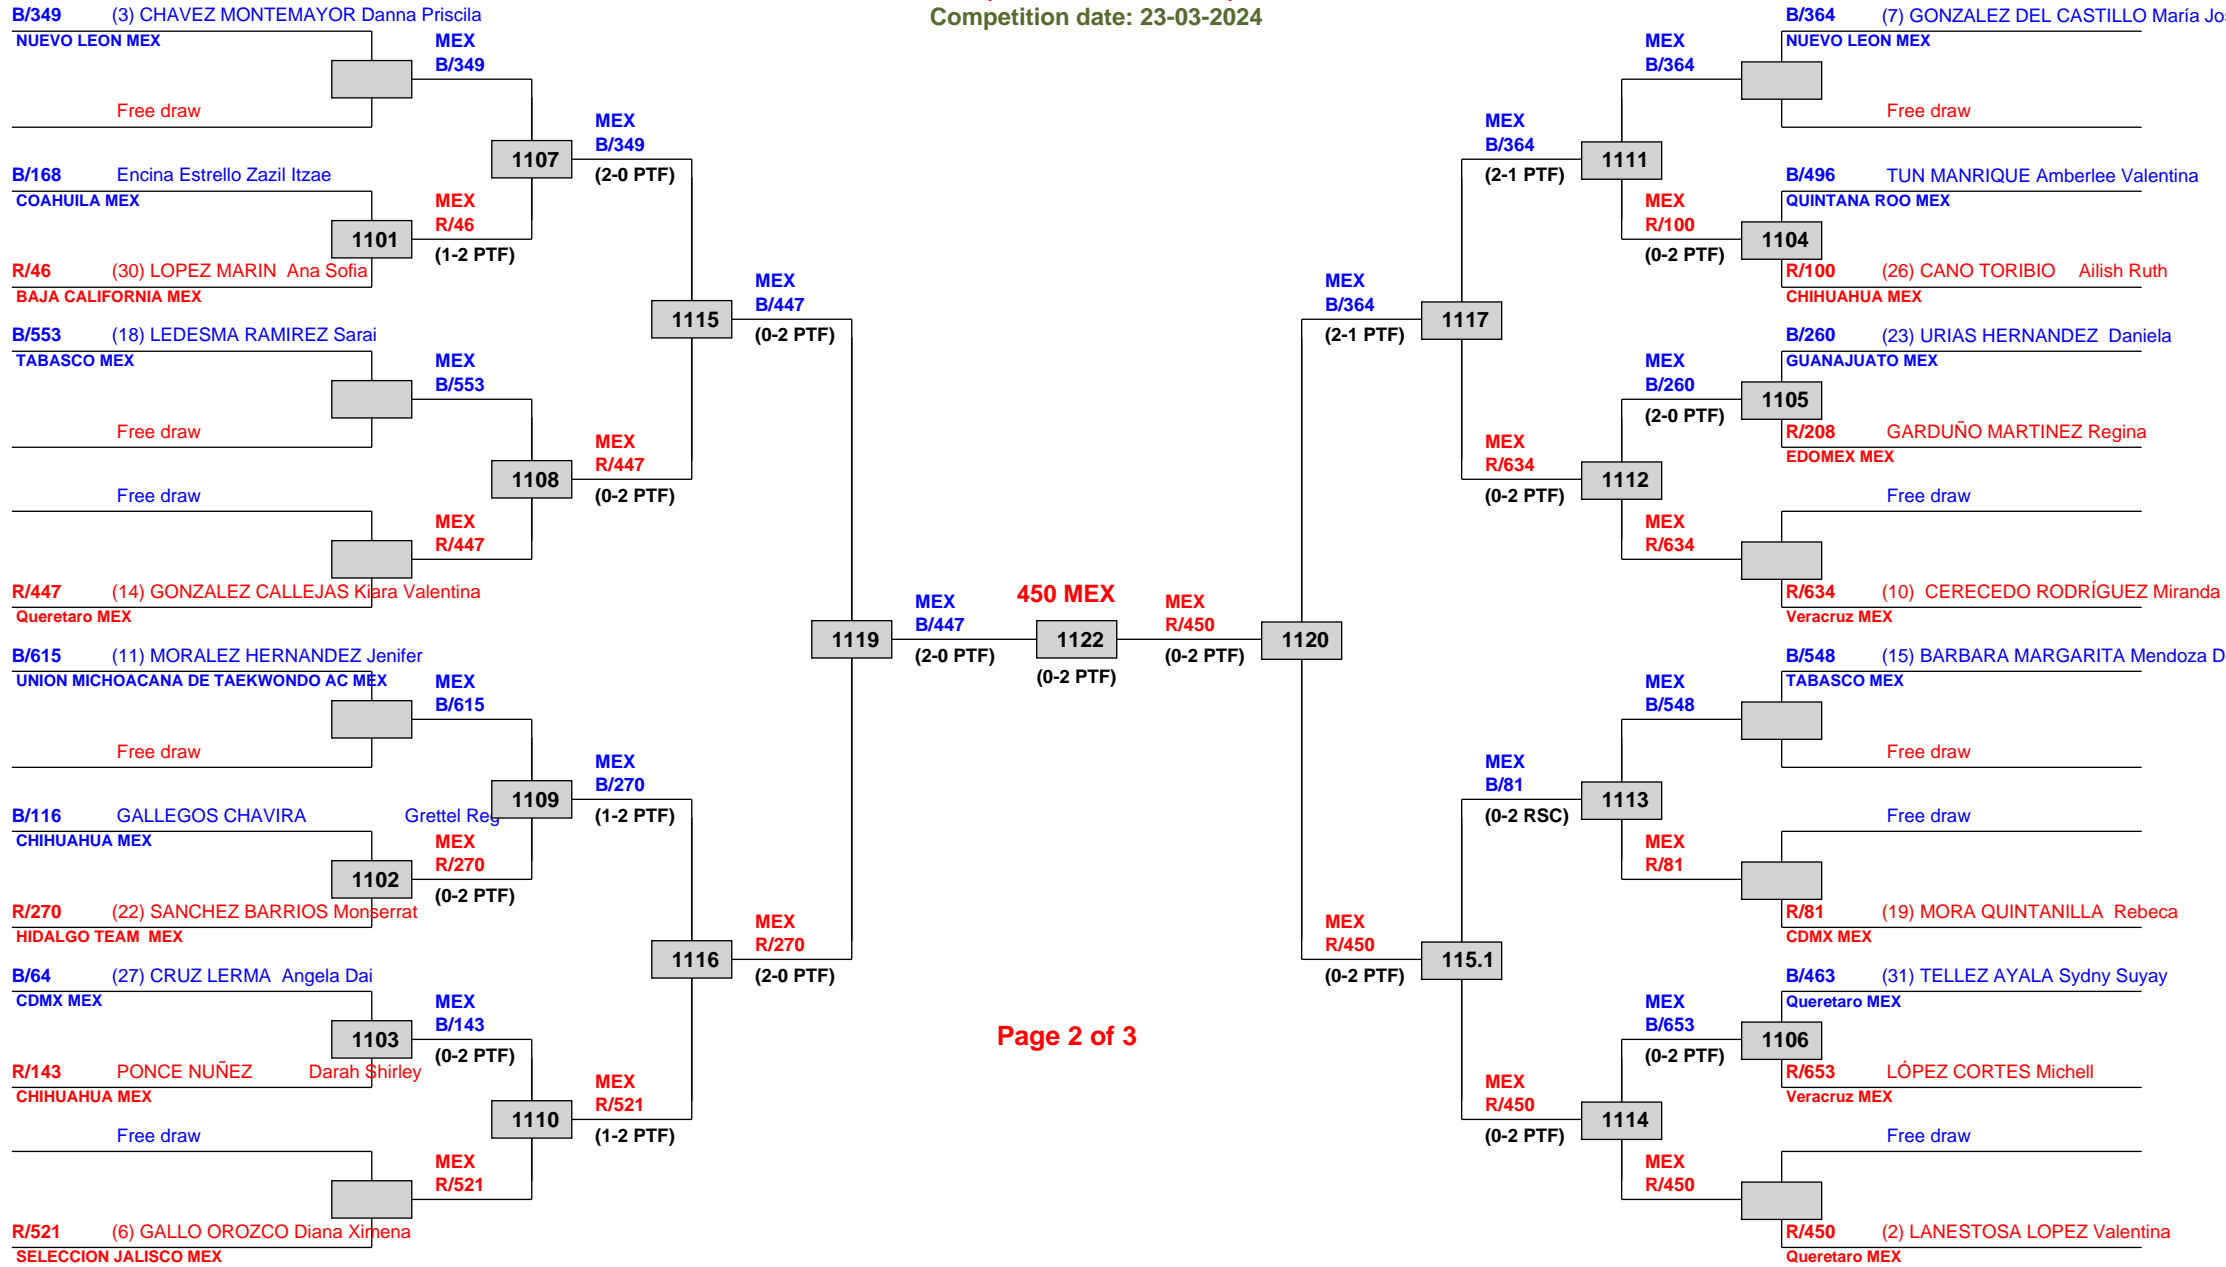 Competition date: 23-03-2024
B/349 (3) CHAVEZ MONTEMAYOR Danna Priscila
NUEVO LEON MEX
MEX
B/349
Free draw
1107
MEX
B/349
(2-0 PTF)
B/168 Encina Estrello Zazil Itzae
COAHUILA MEX
1101
MEX
R/46
(1-2 PTF)
R/46 (30) LOPEZ MARIN Ana Sofia
BAJA CALIFORNIA MEX
1115
MEX
B/447
(0-2 PTF)
B/553 (18) LEDESMA RAMIREZ Sarai
TABASCO MEX
MEX
B/553
Free draw
1108
MEX
R/447
(0-2 PTF)
Free draw
MEX
R/447
R/447 (14) GONZALEZ CALLEJAS Kiara Valentina
Queretaro MEX
1119
MEX
B/447
(2-0 PTF)
450 MEX
1122
(0-2 PTF)
MEX
R/450
(0-2 PTF)
1120
B/615 (11) MORALEZ HERNANDEZ Jenifer
UNION MICHOACANA DE TAEKWONDO AC MEX
MEX
B/615
Free draw
1109
MEX
B/270
(1-2 PTF)
B/116 GALLEGOS CHAVIRA Grettel Reg
CHIHUAHUA MEX
1102
MEX
R/270
(0-2 PTF)
R/270 (22) SANCHEZ BARRIOS Monserrat
HIDALGO TEAM MEX
1116
MEX
R/270
(2-0 PTF)
B/64 (27) CRUZ LERMA Angela Dai
CDMX MEX
1103
MEX
B/143
(0-2 PTF)
R/143 PONCE NUÑEZ Darah Shirley
CHIHUAHUA MEX
1110
MEX
R/521
(1-2 PTF)
Free draw
MEX
R/521
R/521 (6) GALLO OROZCO Diana Ximena
SELECCION JALISCO MEX
Page 2 of 3
B/364 (7) GONZALEZ DEL CASTILLO María Jo
NUEVO LEON MEX
MEX
B/364
Free draw
MEX
B/364
(2-1 PTF)
1111
B/496 TUN MANRIQUE Amberlee Valentina
QUINTANA ROO MEX
MEX
R/100
(0-2 PTF)
1104
R/100 (26) CANO TORIBIO Ailish Ruth
CHIHUAHUA MEX
MEX
B/364
(2-1 PTF)
1117
B/260 (23) URIAS HERNANDEZ Daniela
GUANAJUATO MEX
MEX
B/260
(2-0 PTF)
1105
R/208 GARDUÑO MARTINEZ Regina
EDOMEX MEX
MEX
R/634
(0-2 PTF)
1112
Free draw
MEX
R/634
R/634 (10) CERECEDO RODRÍGUEZ Miranda
Veracruz MEX
B/548 (15) BARBARA MARGARITA Mendoza D
TABASCO MEX
MEX
B/548
Free draw
MEX
B/81
(0-2 RSC)
1113
Free draw
MEX
R/81
R/81 (19) MORA QUINTANILLA Rebeca
CDMX MEX
MEX
R/450
(0-2 PTF)
115.1
B/463 (31) TELLEZ AYALA Sydny Suyay
Queretaro MEX
MEX
B/653
(0-2 PTF)
1106
R/653 LÓPEZ CORTES Michell
Veracruz MEX
MEX
R/450
(0-2 PTF)
1114
Free draw
MEX
R/450
R/450 (2) LANESTOSA LOPEZ Valentina
Queretaro MEX